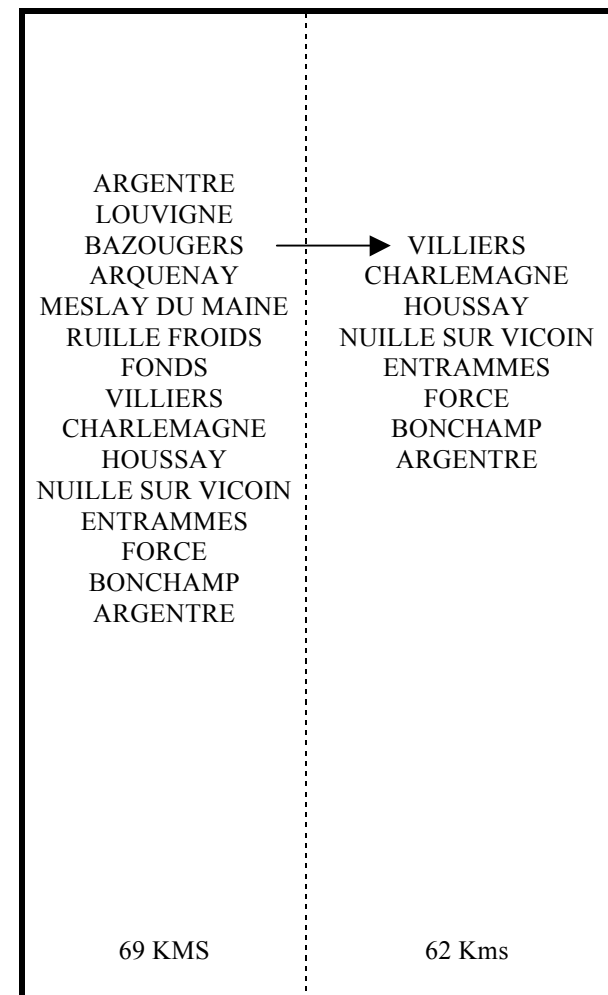 ARGENTRE
LOUVIGNE
BAZOUGERS
ARQUENAY
MESLAY DU MAINE
RUILLE FROIDS
FONDS
VILLIERS
CHARLEMAGNE
HOUSSAY
NUILLE SUR VICOIN
ENTRAMMES
FORCE
BONCHAMP
ARGENTRE
69 KMS
VILLIERS
CHARLEMAGNE
HOUSSAY
NUILLE SUR VICOIN
ENTRAMMES
FORCE
BONCHAMP
ARGENTRE
62 Kms